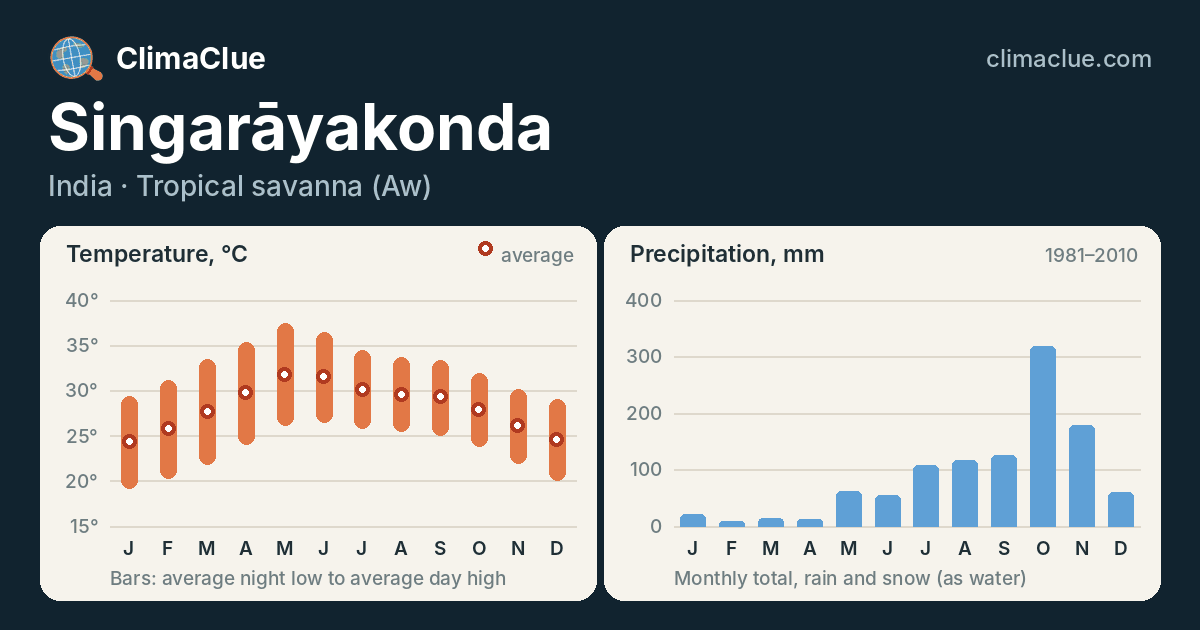 ClimaClue
climaclue.com
Singarāyakonda
India · Tropical savanna (Aw)
Temperature, °C
average
40°
35°
30°
25°
20°
15°
J F M A M J J A S O N D
Bars: average night low to average day high
Precipitation, mm
1981–2010
400
300
200
100
0
J F M A M J J A S O N D
Monthly total, rain and snow (as water)